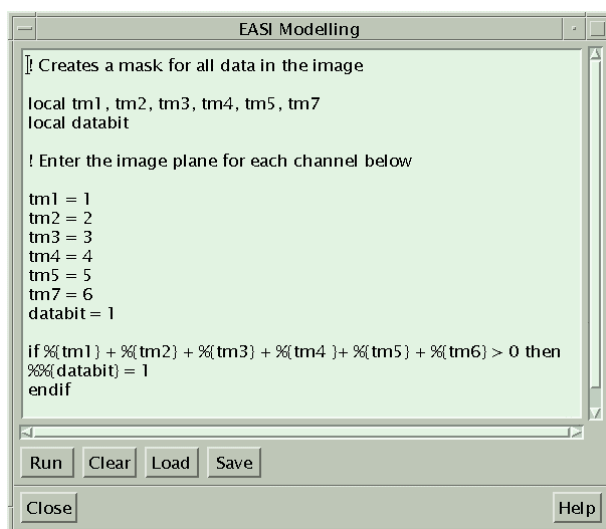 EASI Modelling
! Creates a mask for all data in the image
local tm1, tm2, tm3, tm4, tm5, tm7
local databit
! Enter the image plane for each channel below
tm1 = 1
tm2 = 2
tm3 = 3
tm4 = 4
tm5 = 5
tm7 = 6
databit = 1
if %{tm1} + %{tm2} + %{tm3} + %{tm4 }+ %{tm5} + %{tm6} > 0 then
%%{databit} = 1
endif
Run Clear Load Save
Close Help